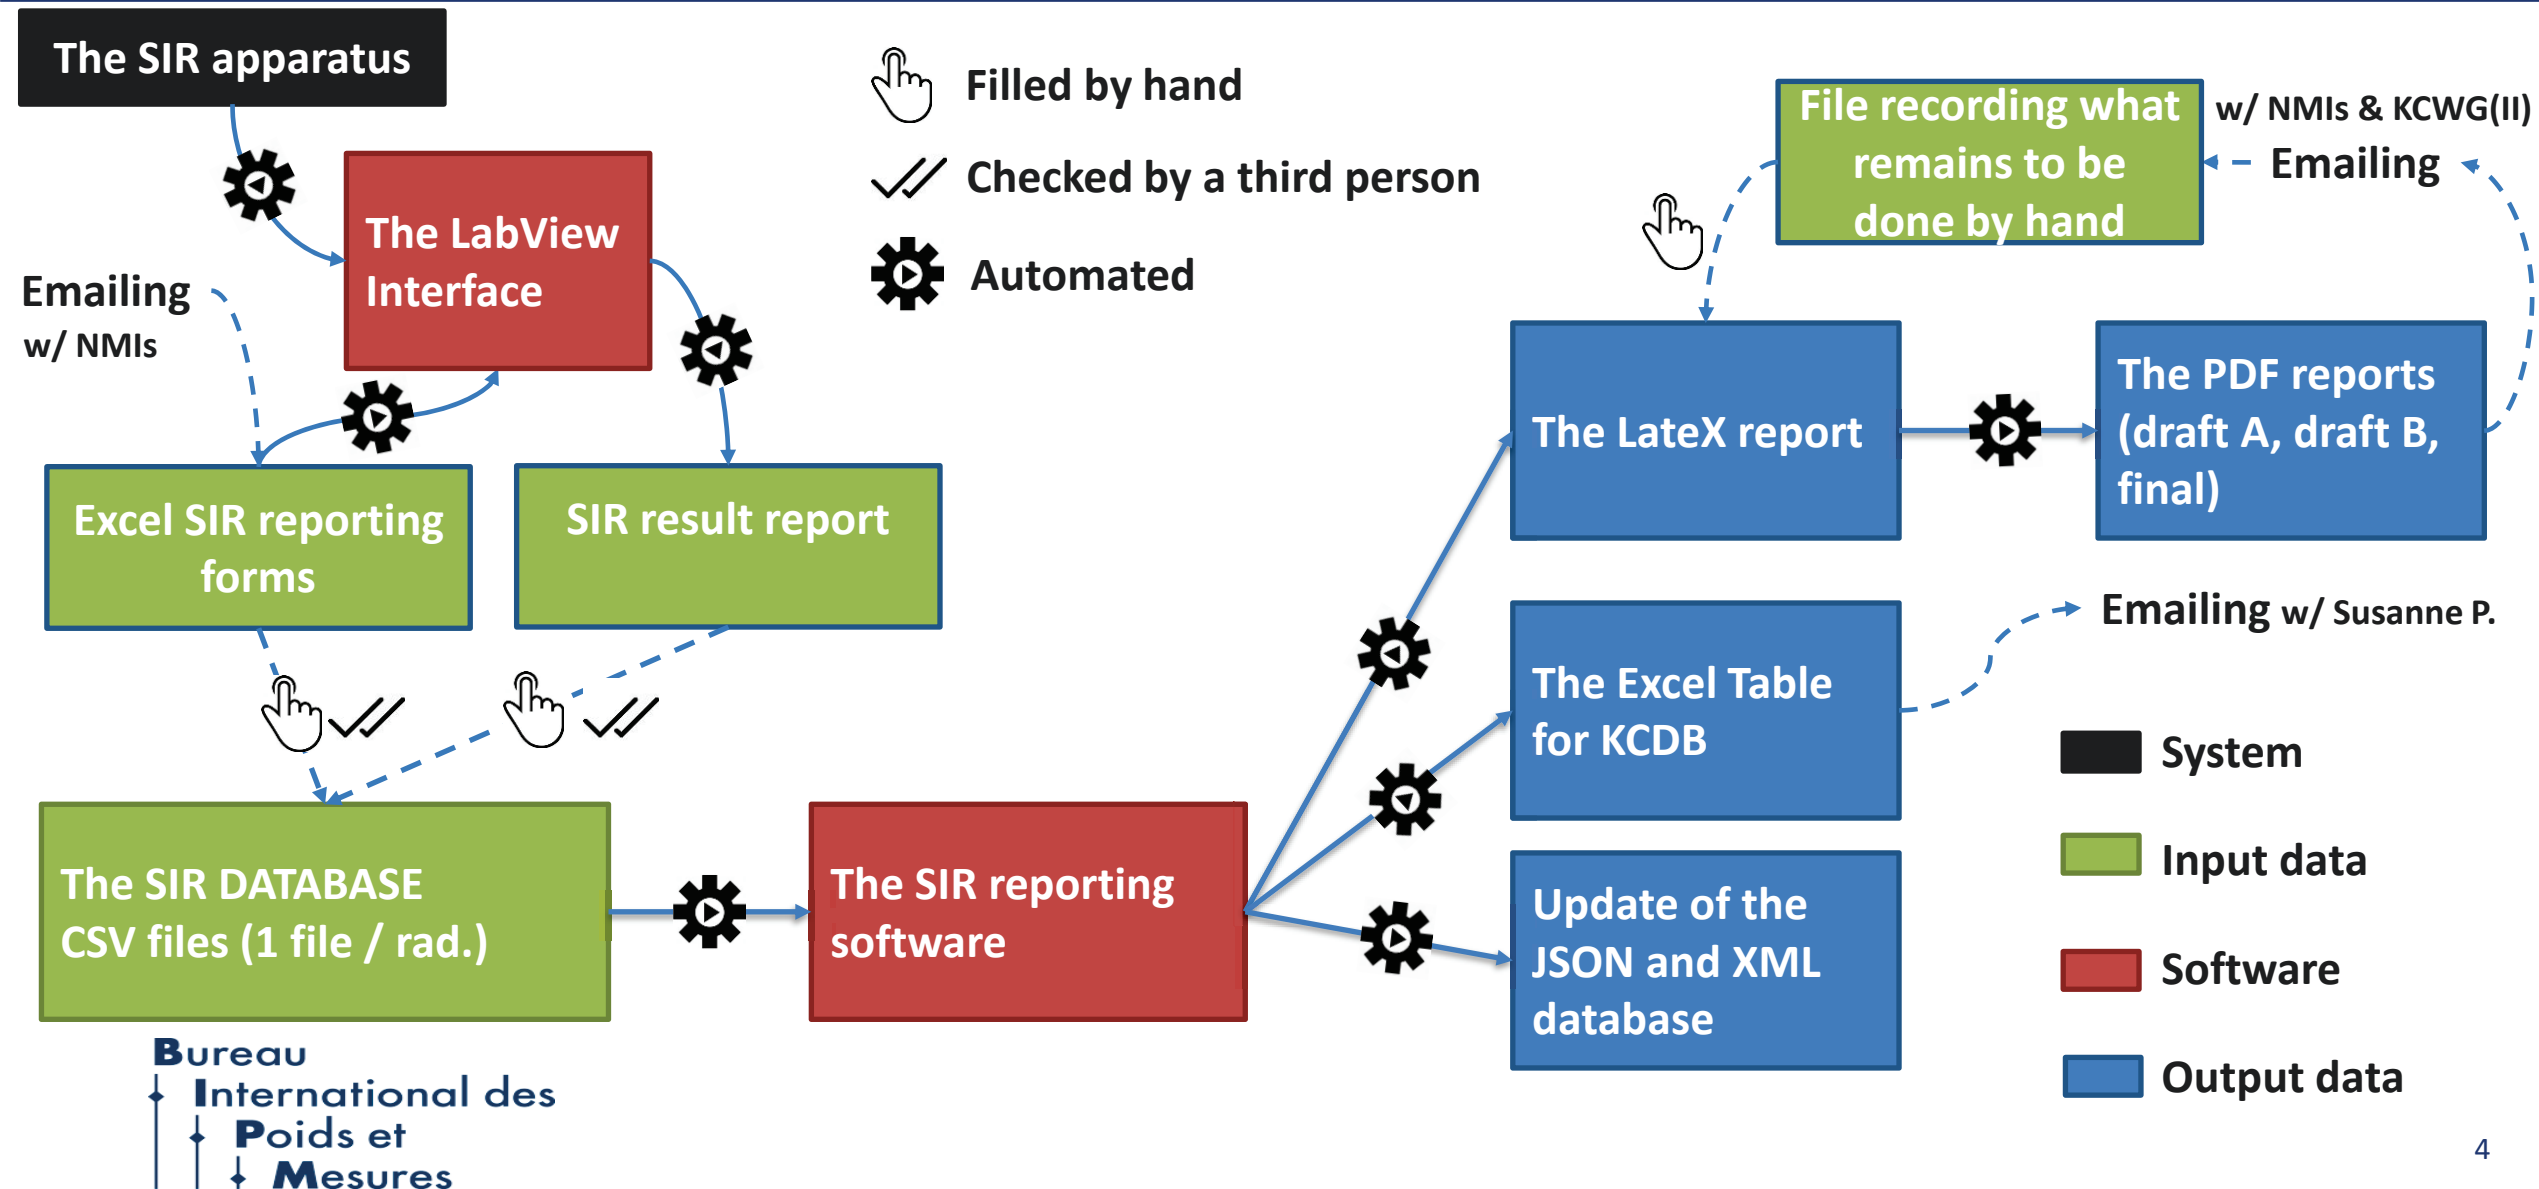 The SIR apparatus
Filled by hand
Checked by a third person
Automated
The LabView
Interface
Emailing
w/ NMIs
Excel SIR reporting
forms
SIR result report
The SIR DATABASE
CSV files (1 file / rad.)
The SIR reporting
software
File recording what
remains to be
done by hand
w/ NMIs & KCWG(II)
Emailing
The LateX report
The PDF reports
(draft A, draft B,
final)
The Excel Table
for KCDB
Emailing w/ Susanne P.
Update of the
JSON and XML
database
System
Input data
Software
Output data
Bureau
International des
Poids et
Mesures
4